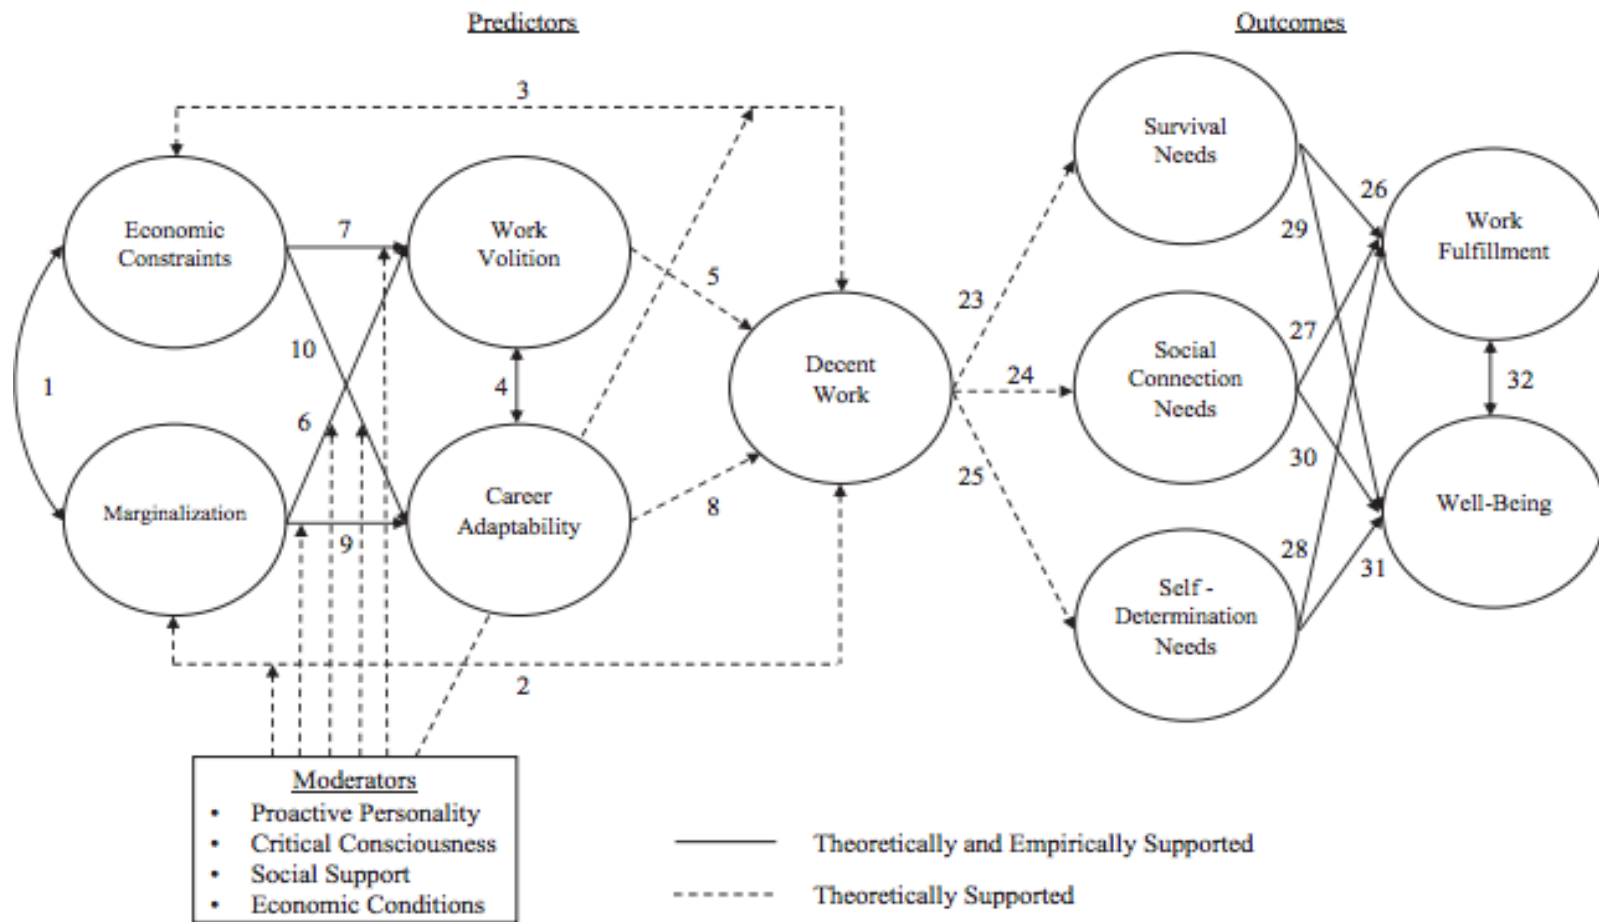 Predictors
Outcomes
3
Survival
Needs
26
Economic
Constraints
7
Work
Volition
29
Work
Fulfillment
5
23
10
27
1
4
Decent
Work
24
Social
Connection
Needs
32
6
25
30
Marginalization
9
Career
Adaptability
8
Well-Being
28
31
Self -
Determination
Needs
2
Moderators
• Proactive Personality
• Critical Consciousness
• Social Support
• Economic Conditions
Theoretically and Empirically Supported
Theoretically Supported